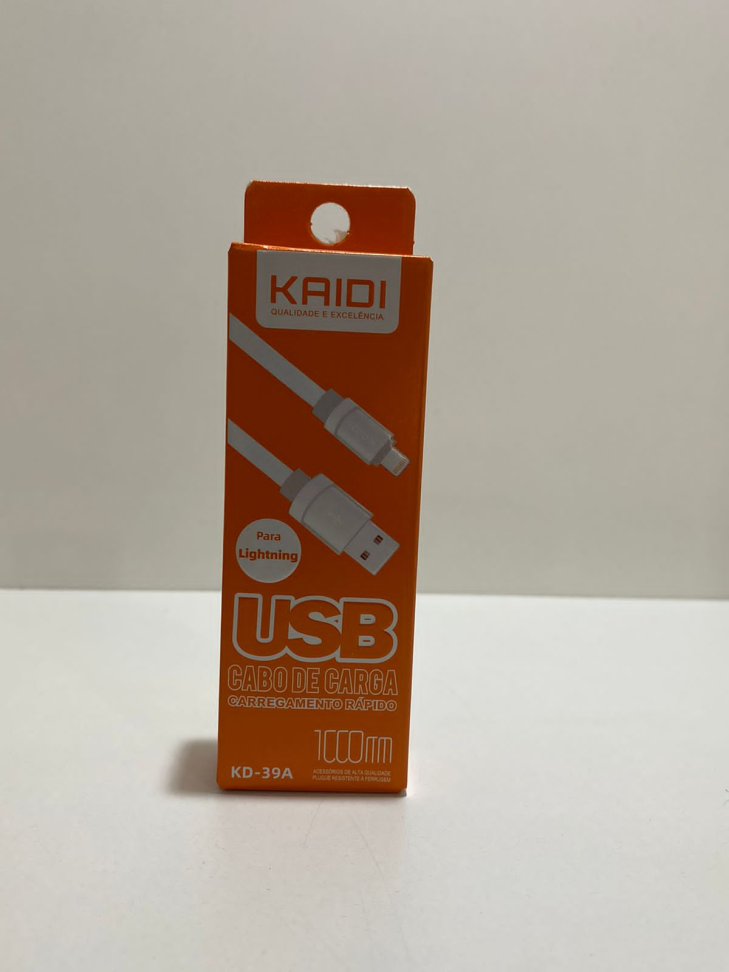 KAIDI
QUALIDADE E EXCELÊNCIA
Para
Lightning
USB
CABO DE CARGA
CARREGAMENTO RÁPIDO
1000mm
KD-39A
ACESSÓRIOS DE ALTA QUALIDADE
PLUGUE RESISTENTE À FERRUGEM